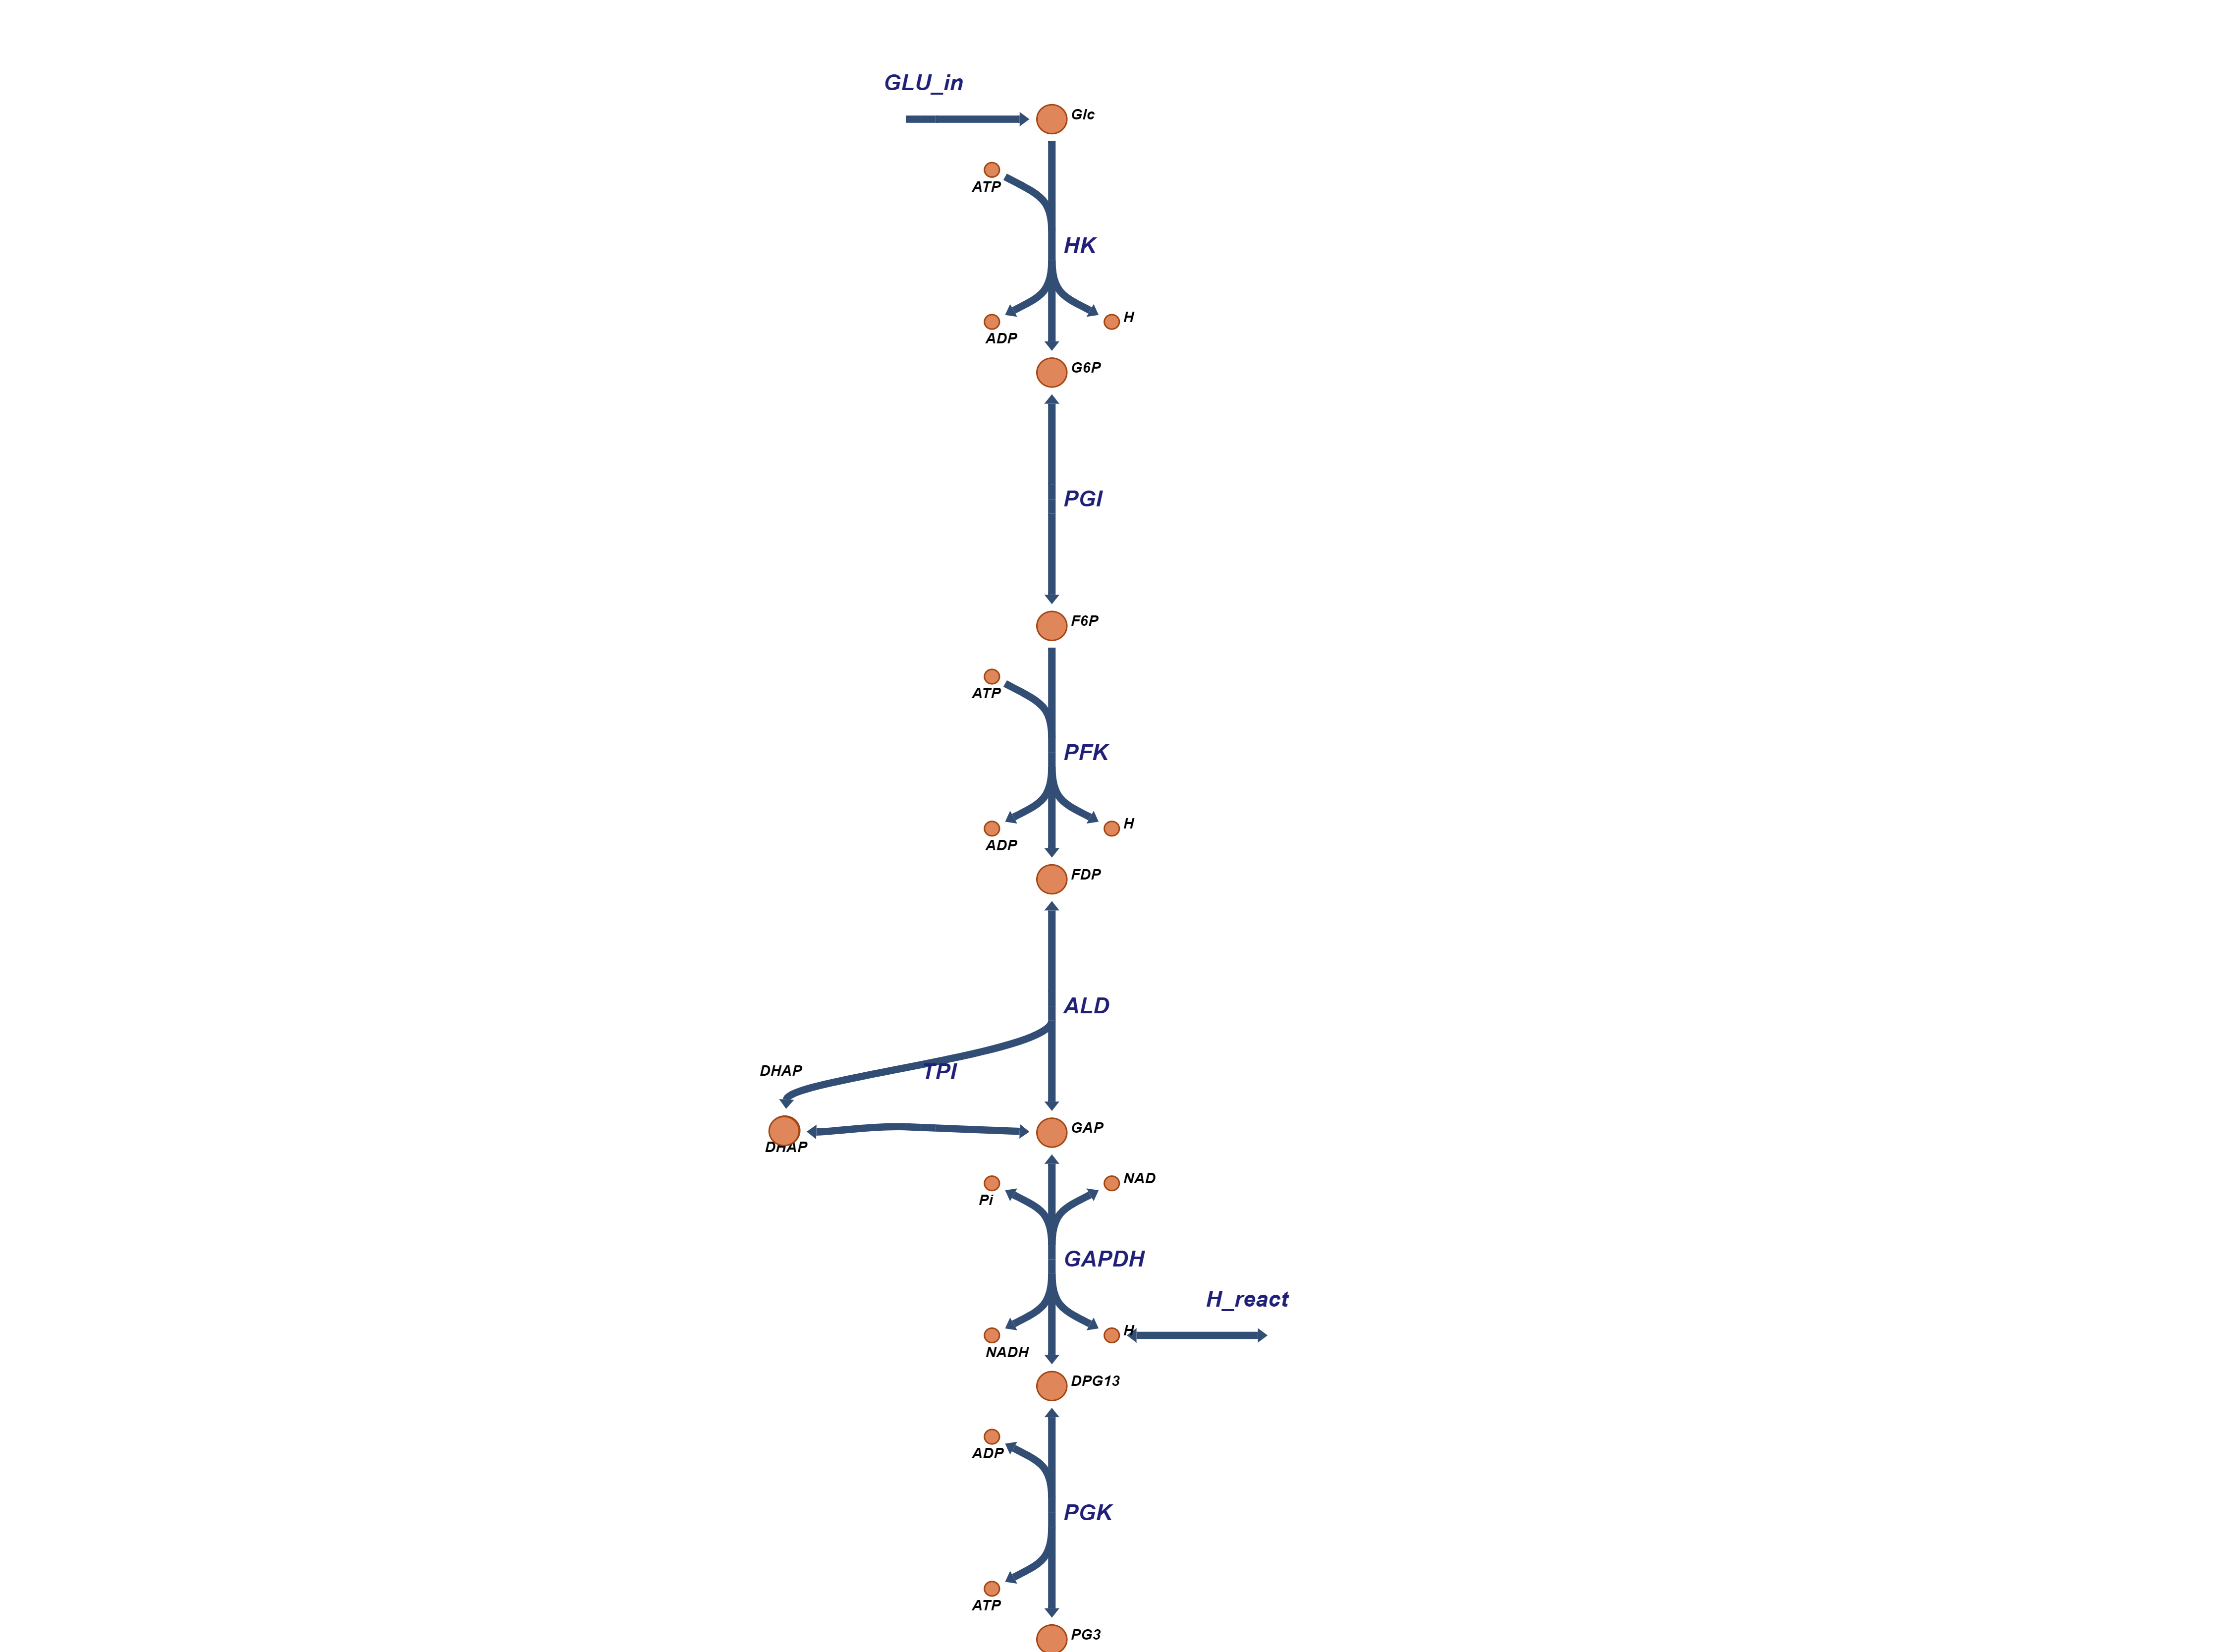 GLU_in
Glc
ATP
HK
H
ADP
G6P
PGI
F6P
ATP
PFK
H
ADP
FDP
ALD
DHAP
TPI
GAP
DHAP
NAD
Pi
GAPDH
H_react
H
NADH
DPG13
ADP
PGK
ATP
PG3